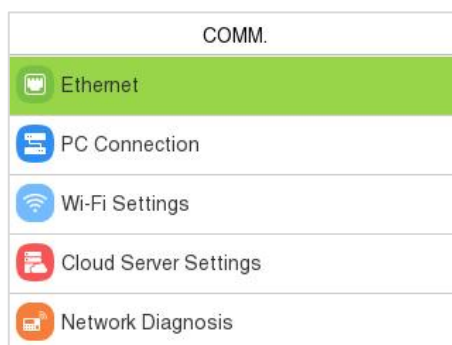 COMM.
Ethernet
PC Connection
Wi-Fi Settings
Cloud Server Settings
Network Diagnosis